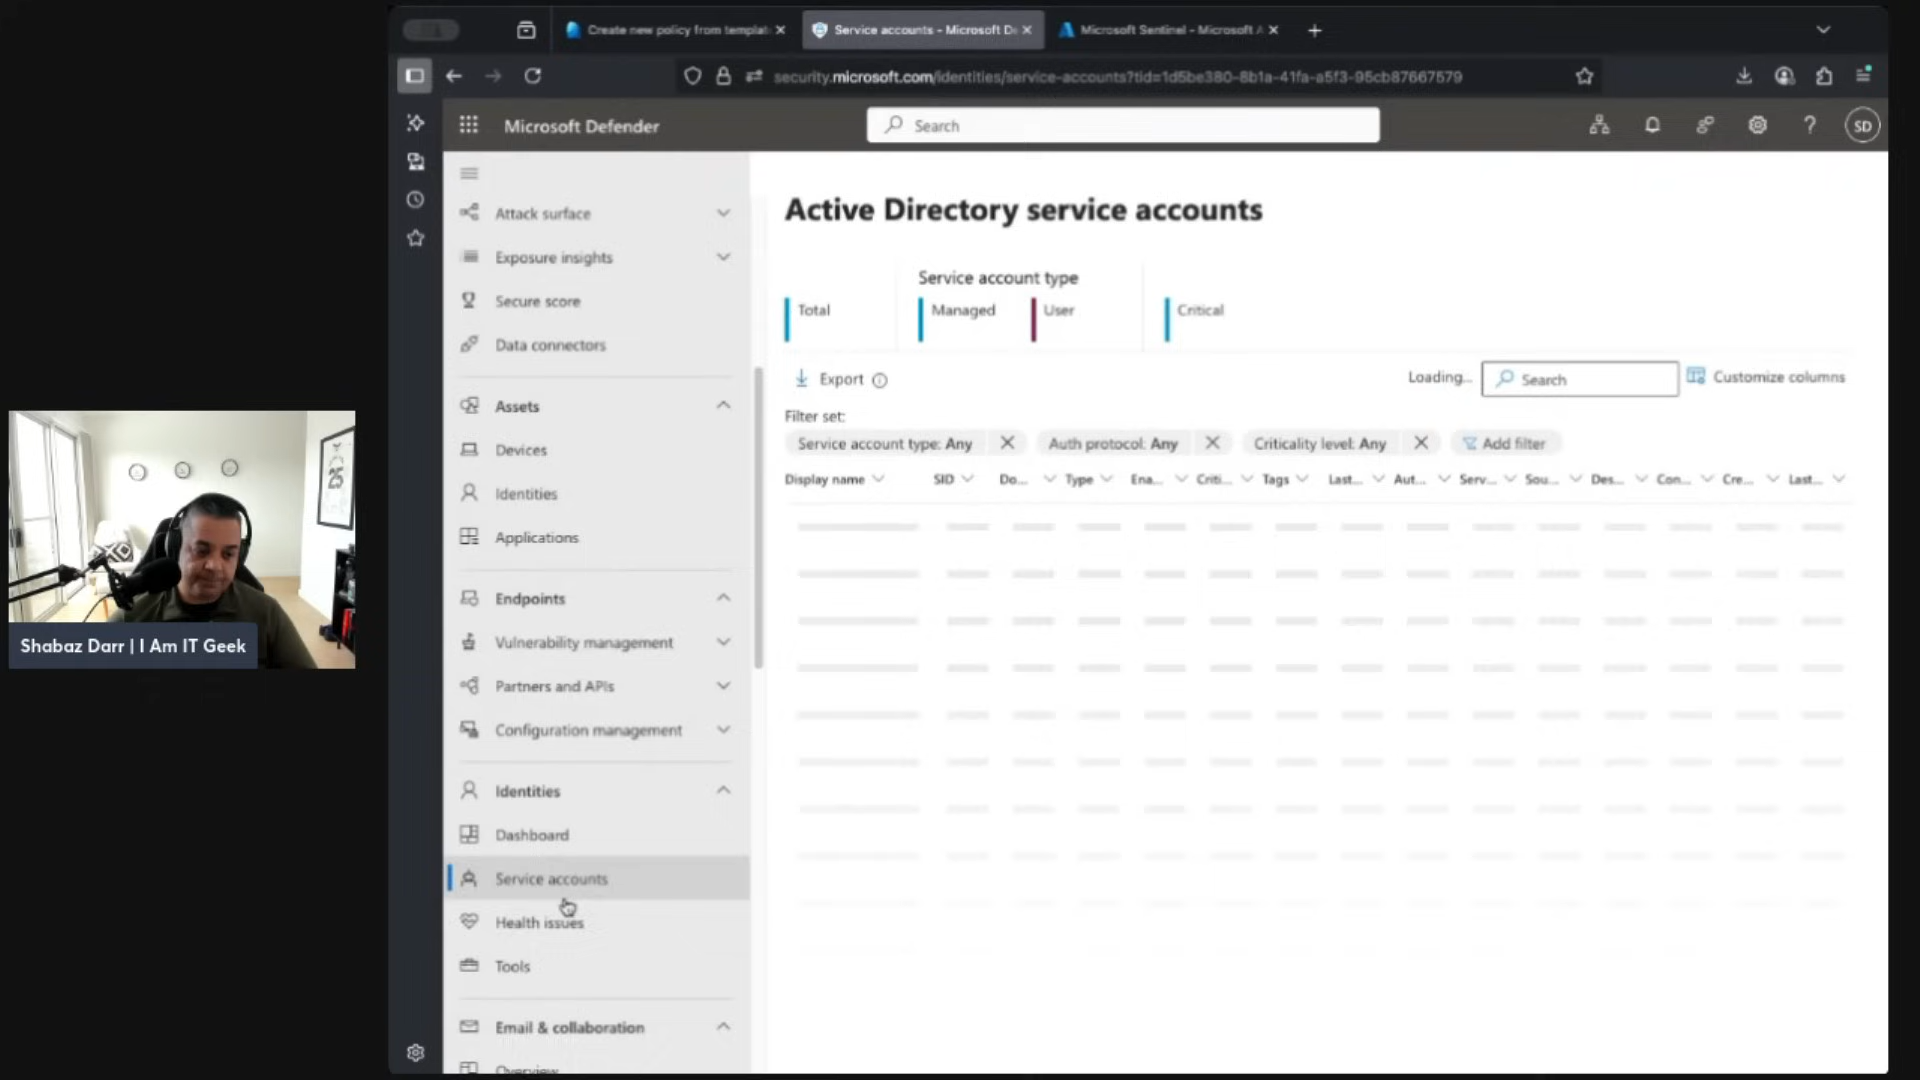 Create new policy from templat
Service accounts - Microsoft De
Microsoft Sentinel - Microsoft A
security.microsoft.com/identities/service-accounts?tid=1d5be380-8b1a-41fa-a5f3-95cb87667579
Microsoft Defender
Search
SD
Attack surface
Exposure insights
Secure score
Data connectors
Assets
Devices
Identities
Applications
Endpoints
Vulnerability management
Partners and APIs
Configuration management
Identities
Dashboard
Service accounts
Health issues
Tools
Email & collaboration
Overview
Active Directory service accounts
Service account type
Total
Managed
User
Critical
Export
Loading...
Search
Customize columns
Filter set:
Service account type: Any
Auth protocol: Any
Criticality level: Any
Add filter
Display name
SID
Do...
Type
Ena...
Criti...
Tags
Last...
Aut...
Serv...
Sou...
Des...
Con...
Cre...
Last...
25
Shabaz Darr | I Am IT Geek